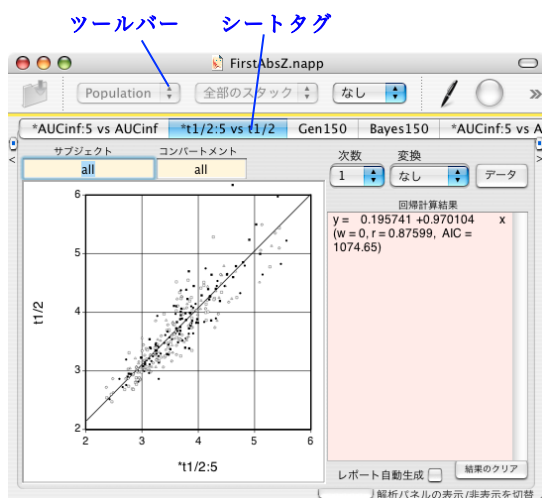 ツールバー シートタグ
FirstAbsZ.napp
Population 全部のスタック なし »
*AUCinf:5 vs AUCinf *t1/2:5 vs t1/2 Gen150 Bayes150 *AUCinf:5 vs A
< サブジェクト コンパートメント 次数 変換 <
all all 1 なし データ
回帰計算結果
y = 0.195741 +0.970104 x
(w = 0, r = 0.87599, AIC =
1074.65)
6
5
4
3
2
t1/2
2 3 4 5 6
*t1/2:5
レポート自動生成 結果のクリア
解析パネルの表示/非表示を切替